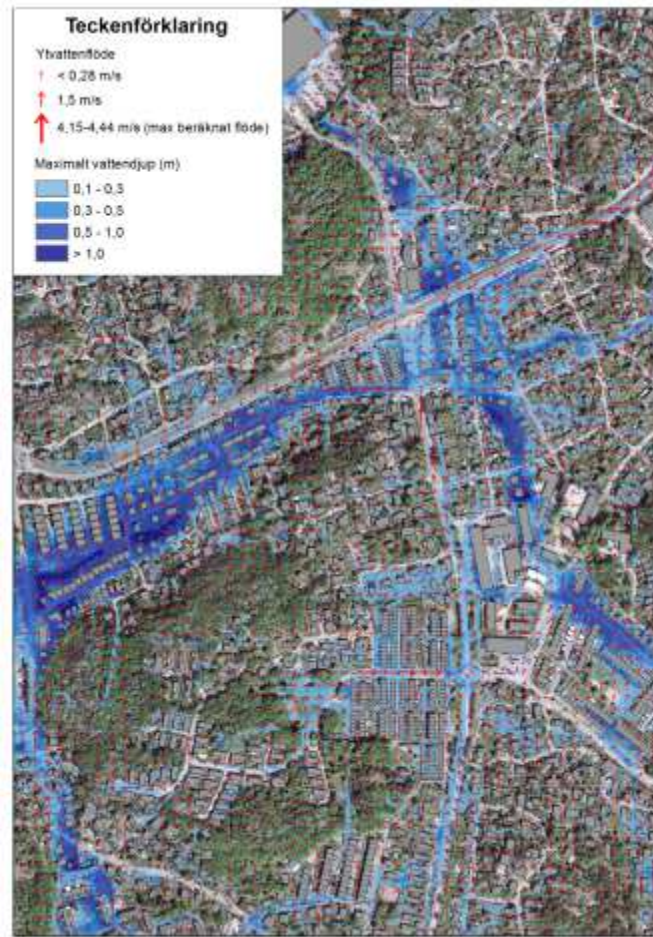 Teckenförklaring
Ytvattenflöde
< 0,28 m/s
1,5 m/s
4,15-4,44 m/s (max beräknat flöde)
Maximalt vattendjup (m)
0,1 - 0,3
0,3 - 0,5
0,5 - 1,0
> 1,0